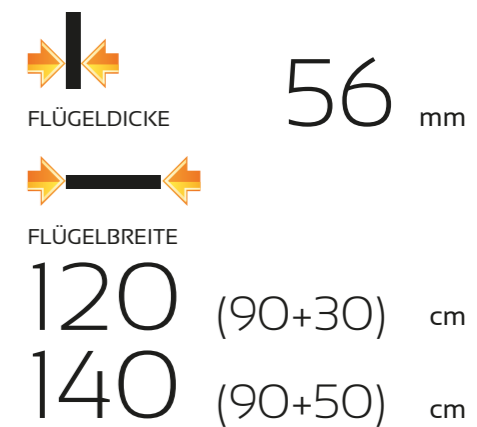 56 mm
FLÜGELDICKE
FLÜGELBREITE
120 (90+30) cm
140 (90+50) cm